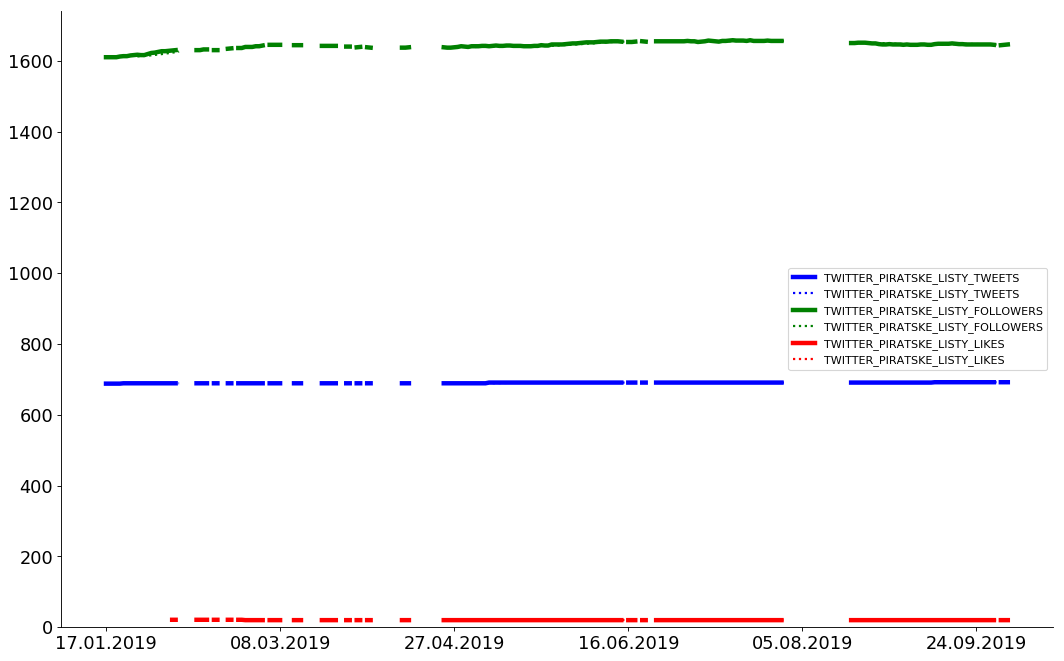 1600
1400
1200
1000
800
600
400
200
0
17.01.2019 08.03.2019 27.04.2019 16.06.2019 05.08.2019 24.09.2019
TWITTER_PIRATSKE_LISTY_TWEETS
TWITTER_PIRATSKE_LISTY_TWEETS
TWITTER_PIRATSKE_LISTY_FOLLOWERS
TWITTER_PIRATSKE_LISTY_FOLLOWERS
TWITTER_PIRATSKE_LISTY_LIKES
TWITTER_PIRATSKE_LISTY_LIKES